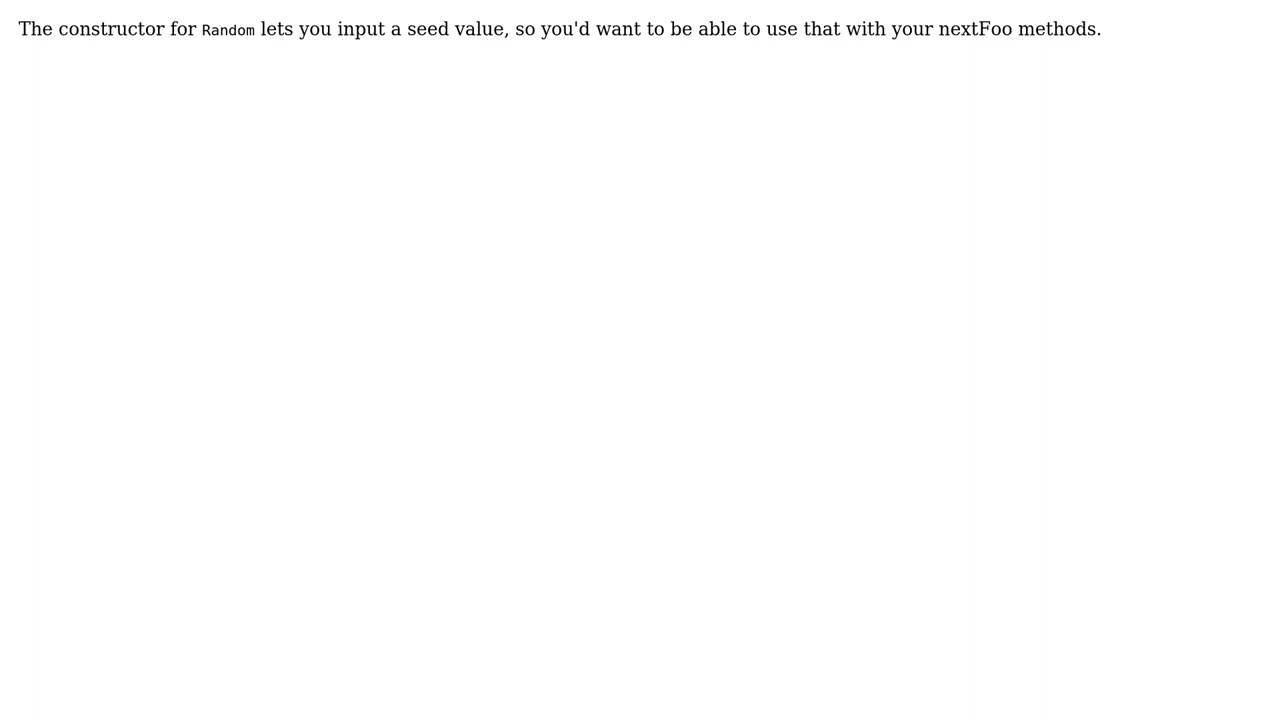 The constructor for Random lets you input a seed value, so you'd want to be able to use that with your nextFoo methods.